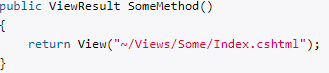 public ViewResult SomeMethod()
{
    return View("~/Views/Some/Index.cshtml");
}